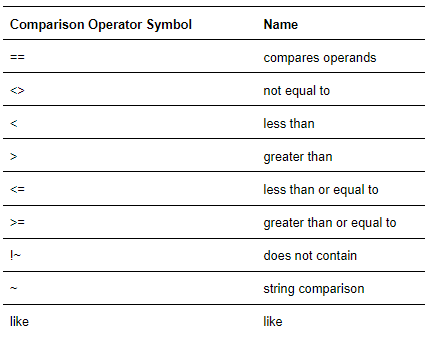 Comparison Operator Symbol Name
== compares operands
<> not equal to
< less than
> greater than
<= less than or equal to
>= greater than or equal to
!~ does not contain
~ string comparison
like like